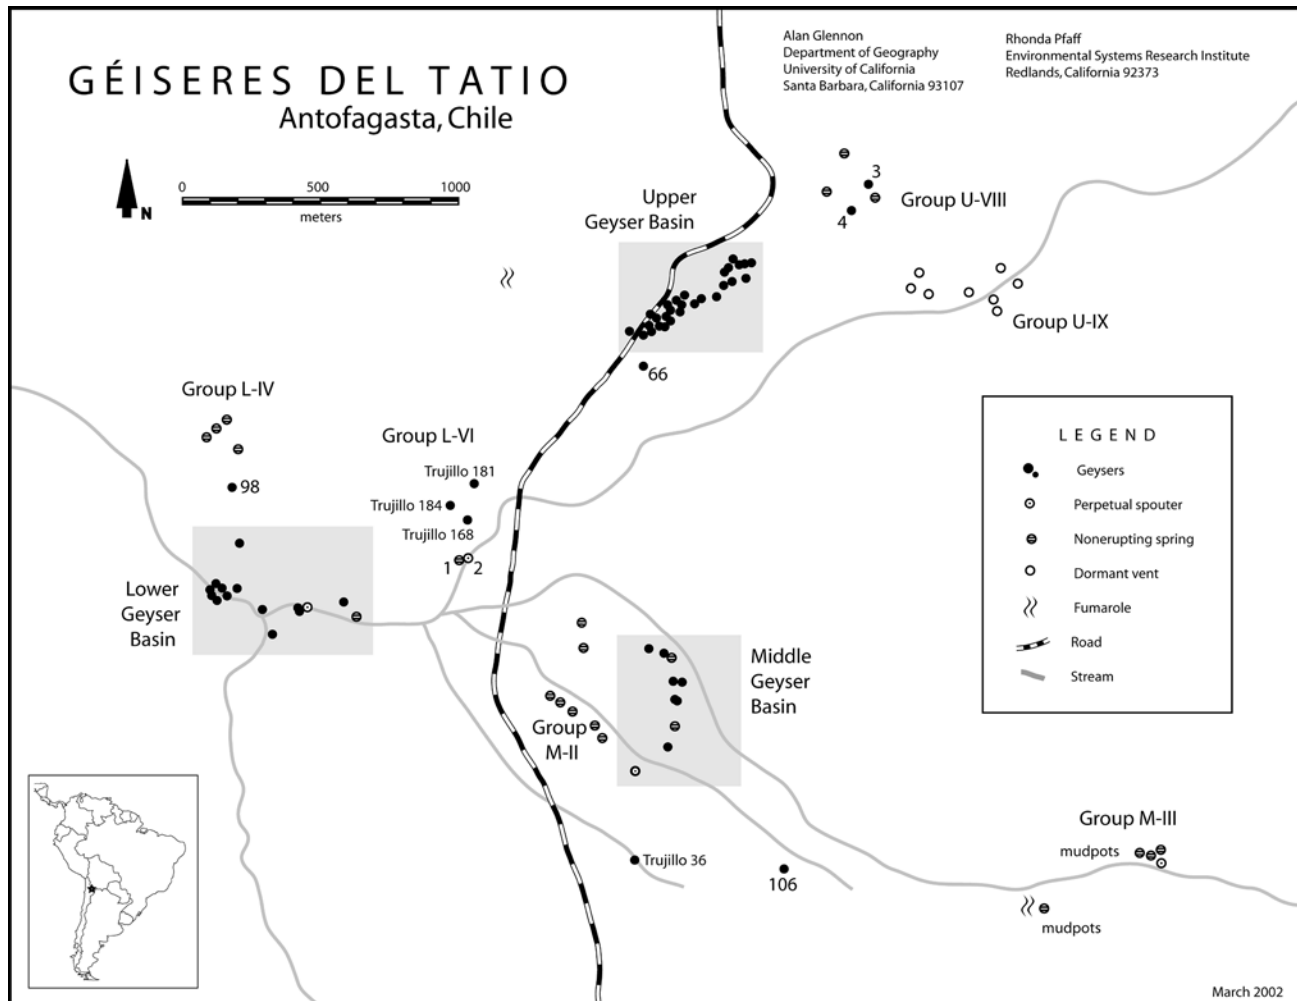 GÉISERES DEL TATIO
Antofagasta, Chile
Alan Glennon
Department of Geography
University of California
Santa Barbara, California 93107
Rhonda Pfaff
Environmental Systems Research Institute
Redlands, California 92373
N
0 500 1000
meters
Upper
Geyser Basin
3
4
Group U-VIII
Group U-IX
66
Group L-IV
98
Group L-VI
Trujillo 181
Trujillo 184
Trujillo 168
1 2
Lower
Geyser
Basin
Middle
Geyser
Basin
Group
M-II
Trujillo 36
106
Group M-III
mudpots
mudpots
LEGEND
Geysers
Perpetual spouter
Nonerupting spring
Dormant vent
Fumarole
Road
Stream
March 2002